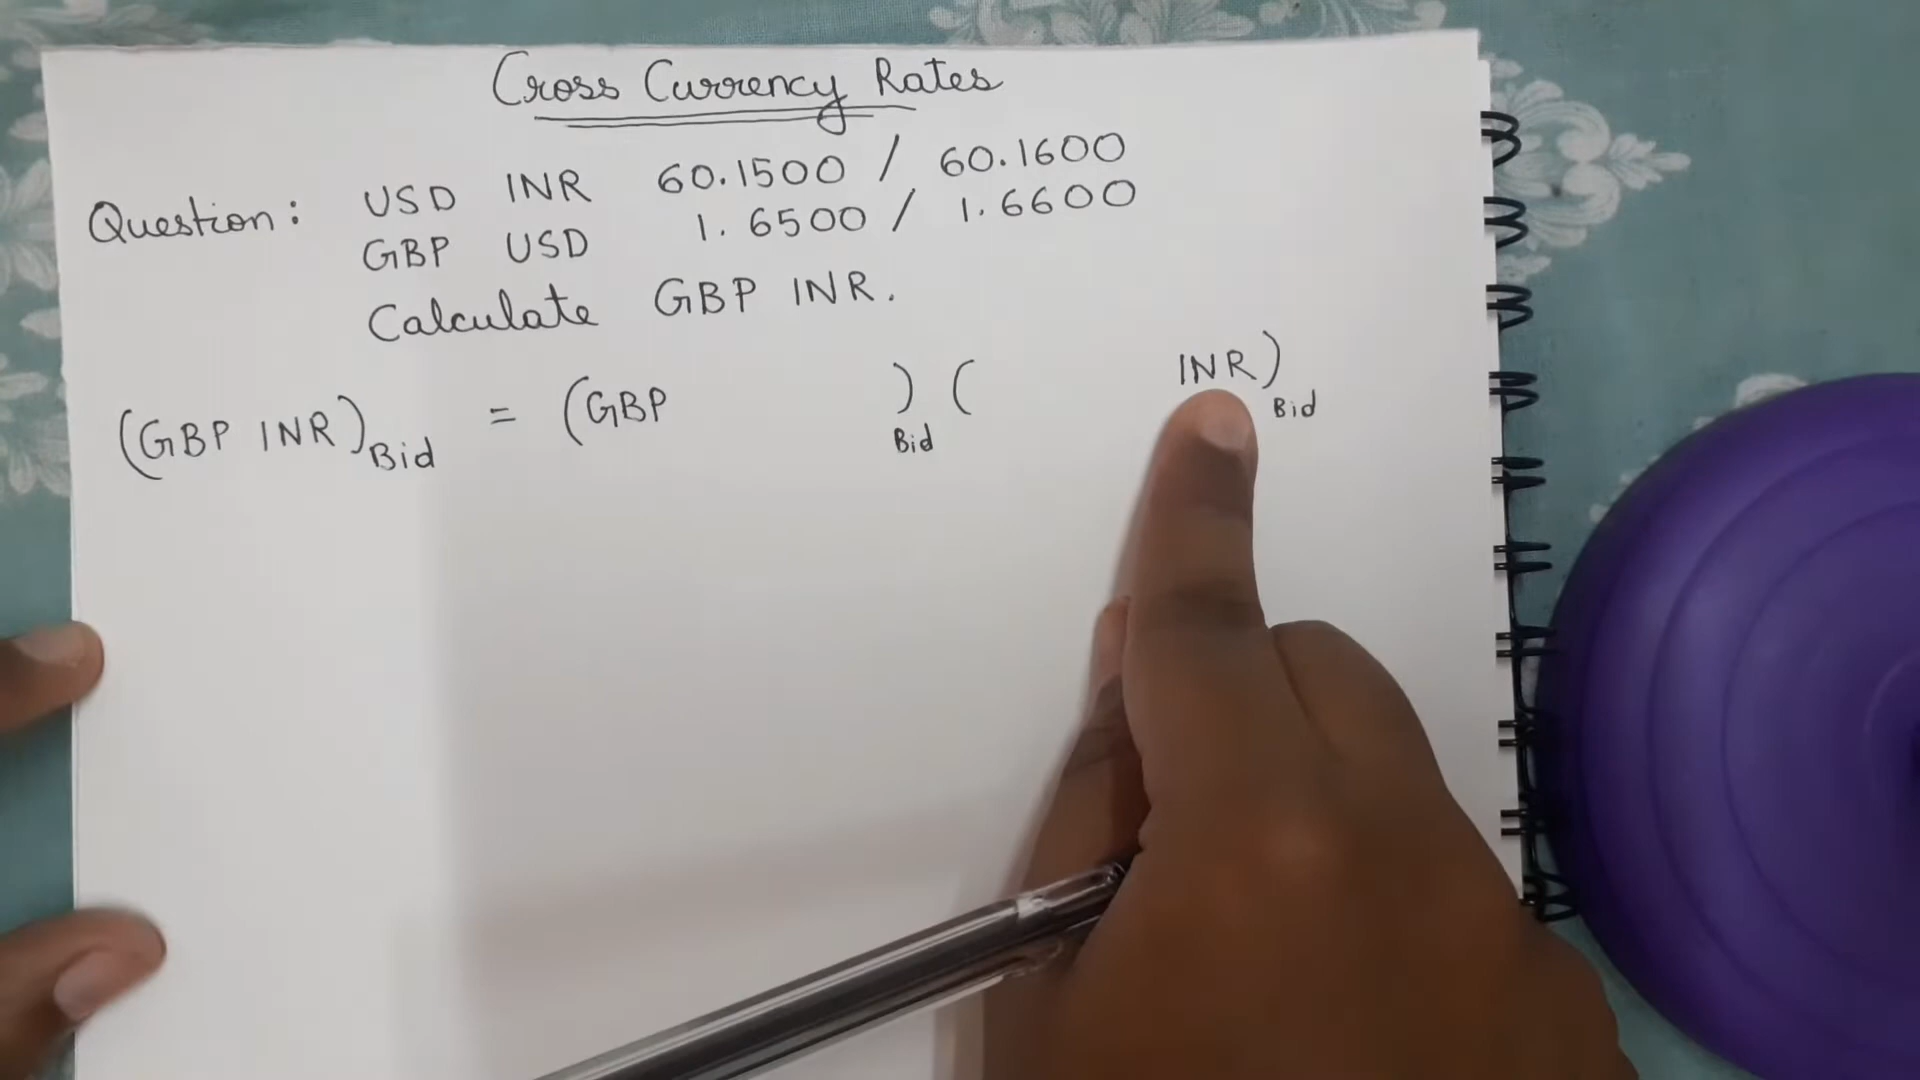 Cross Currency Rates
Question: USD INR 60.1500 / 60.1600
GBP USD 1.6500 / 1.6600
Calculate GBP INR.
(GBP INR)Bid = (GBP )Bid ( INR)Bid